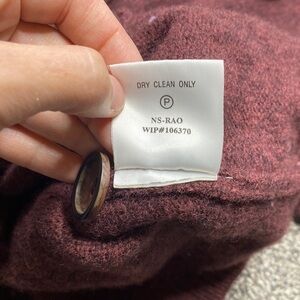 DRY CLEAN ONLY
P
NS-RAO
WIP#106370